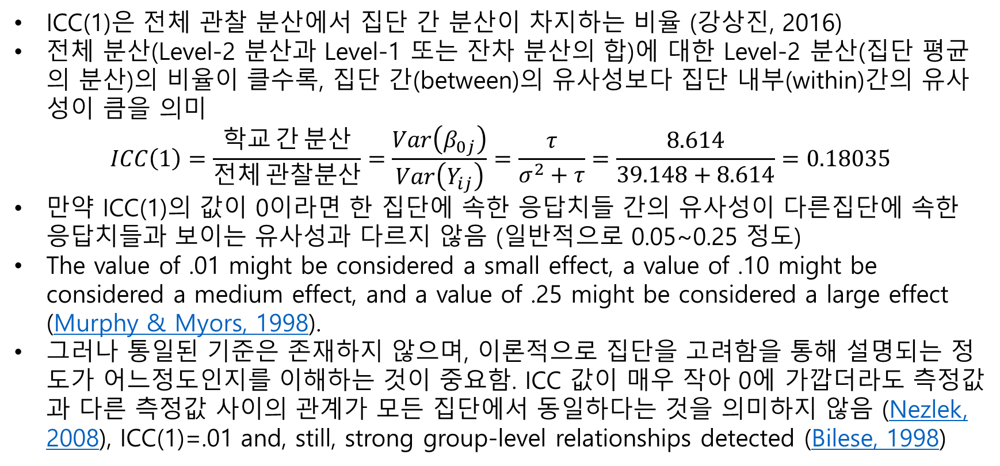 • ICC(1)은 전체 관찰 분산에서 집단 간 분산이 차지하는 비율 (강상진, 2016)
• 전체 분산(Level-2 분산과 Level-1 또는 잔차 분산의 합)에 대한 Level-2 분산(집단 평균
의 분산)의 비율이 클수록, 집단 간(between)의 유사성보다 집단 내부(within)간의 유사
성이 큼을 의미
ICC(1) = 학교 간 분산 / 전체 관찰분산 = Var(β₀ⱼ) / Var(Yᵢⱼ) = τ / σ² + τ = 8.614 / 39.148 + 8.614 = 0.18035
• 만약 ICC(1)의 값이 0이라면 한 집단에 속한 응답치들 간의 유사성이 다른집단에 속한
응답치들과 보이는 유사성과 다르지 않음 (일반적으로 0.05~0.25 정도)
• The value of .01 might be considered a small effect, a value of .10 might be
considered a medium effect, and a value of .25 might be considered a large effect
(Murphy & Myors, 1998).
• 그러나 통일된 기준은 존재하지 않으며, 이론적으로 집단을 고려함을 통해 설명되는 정
도가 어느정도인지를 이해하는 것이 중요함. ICC 값이 매우 작아 0에 가깝더라도 측정값
과 다른 측정값 사이의 관계가 모든 집단에서 동일하다는 것을 의미하지 않음 (Nezlek,
2008), ICC(1)=.01 and, still, strong group-level relationships detected (Bilese, 1998)